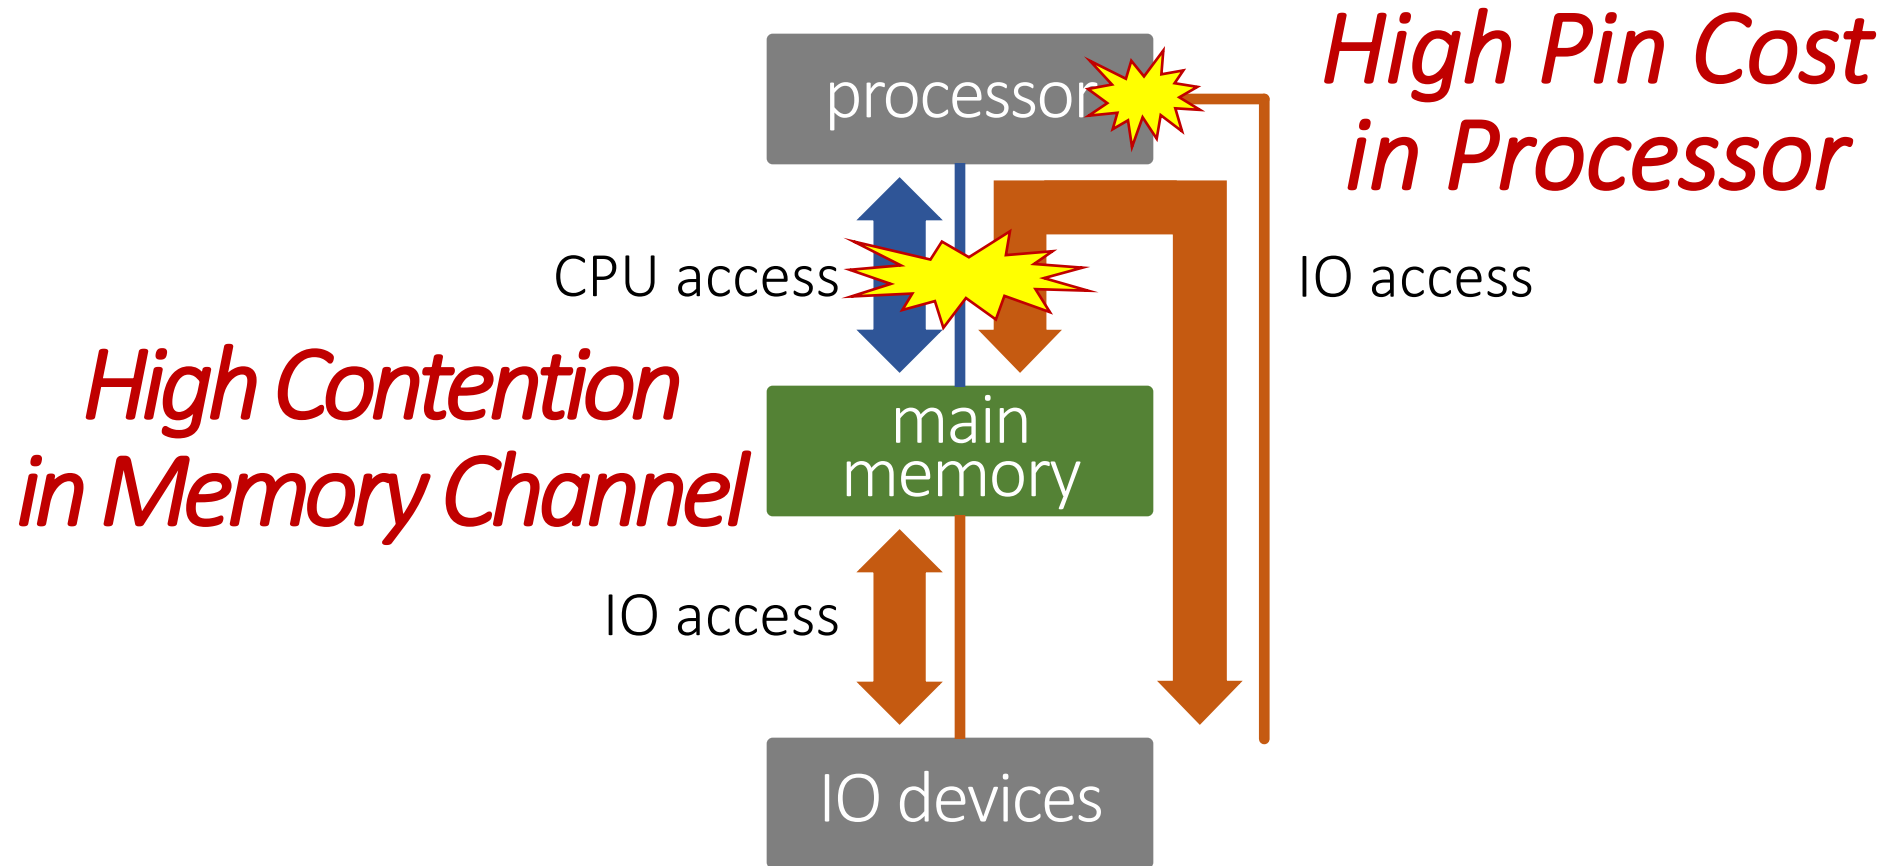 processor
High Pin Cost
in Processor
CPU access
IO access
High Contention
in Memory Channel
main
memory
IO access
IO devices